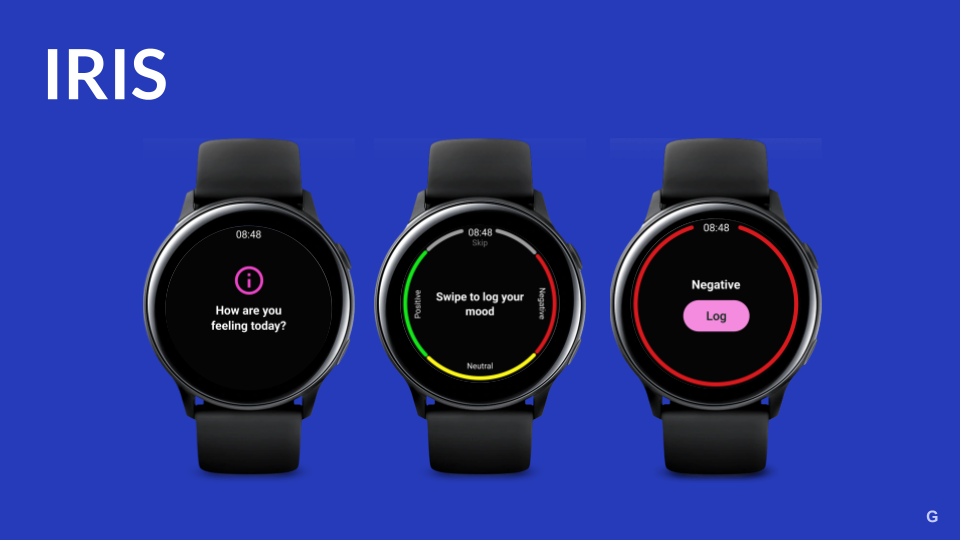 IRIS
08:48
How are you
feeling today?
08:48
Skip
Positive
Swipe to log your
mood
Negative
Neutral
08:48
Negative
Log
G